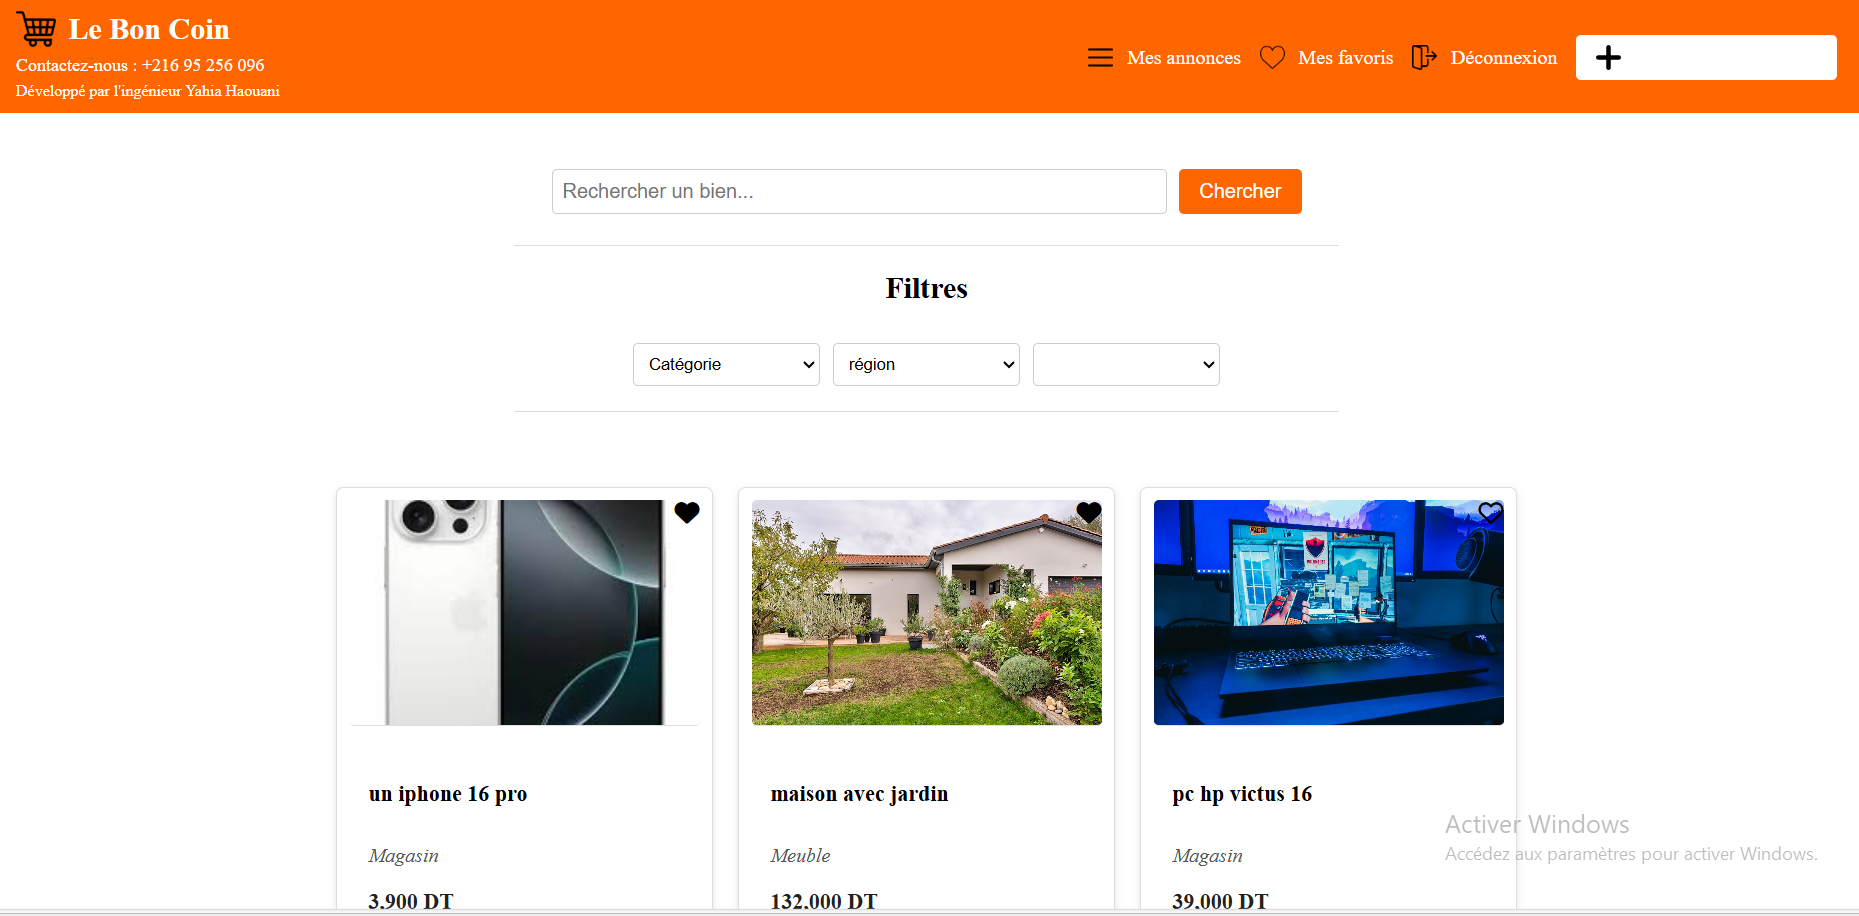 Le Bon Coin
Contactez-nous : +216 95 256 096
Développé par l'ingénieur Yahia Haouani
Mes annonces
Mes favoris
Déconnexion
Rechercher un bien...
Chercher
Filtres
Catégorie
région
un iphone 16 pro
Magasin
3,900 DT
maison avec jardin
Meuble
132,000 DT
pc hp victus 16
Magasin
39,000 DT
Activer Windows
Accédez aux paramètres pour activer Windows.